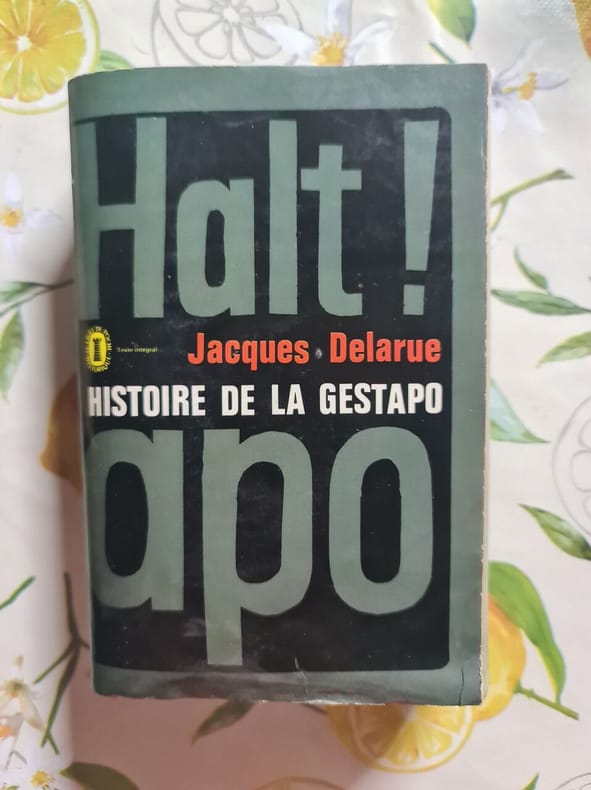 Halt !
Texte intégral
Jacques Delarue
HISTOIRE DE LA GESTAPO
apo